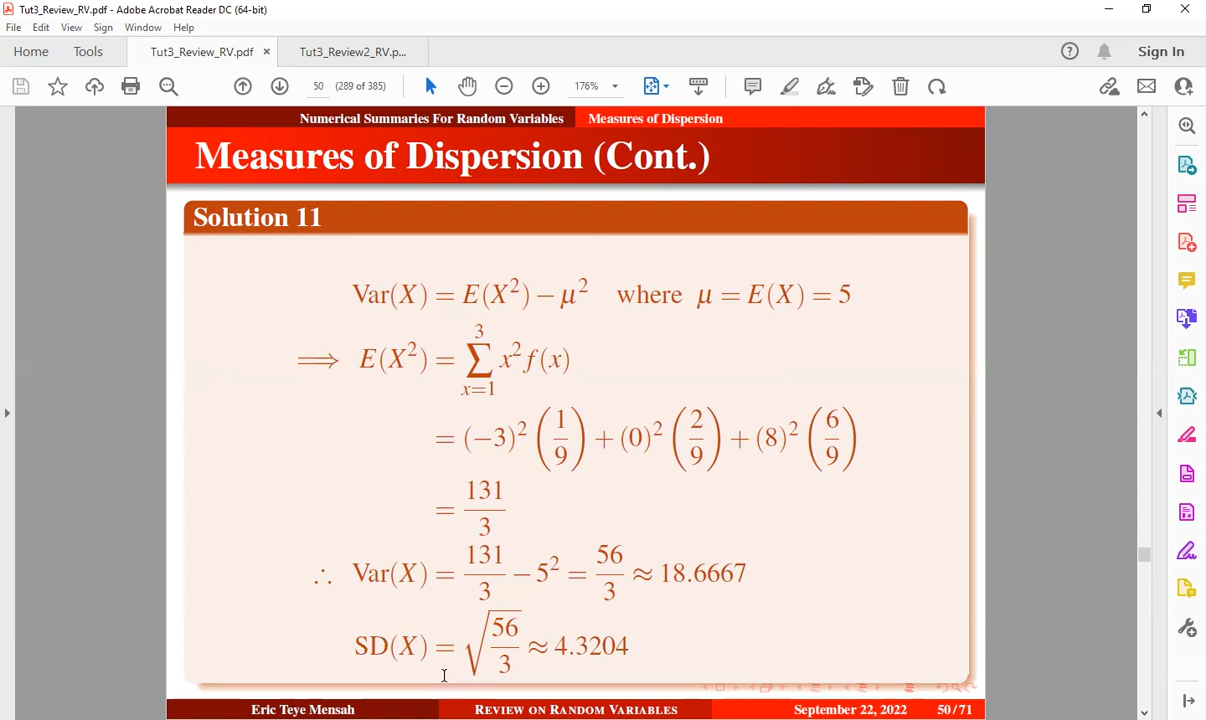 Tut3_Review_RV.pdf - Adobe Acrobat Reader DC (64-bit)
File Edit View Sign Window Help
Home Tools Tut3_Review_RV.pdf × Tut3_Review2_RV.p... Sign In
50 (289 of 385) 176%
Numerical Summaries For Random Variables Measures of Dispersion
Measures of Dispersion (Cont.)
Solution 11
Var(X) = E(X²) − μ² where μ = E(X) = 5
⟹ E(X²) = ∑_{x=1}^{3} x² f(x)
= (−3)² (1/9) + (0)² (2/9) + (8)² (6/9)
= 131/3
∴ Var(X) = 131/3 − 5² = 56/3 ≈ 18.6667
SD(X) = √(56/3) ≈ 4.3204
Eric Teye Mensah REVIEW ON RANDOM VARIABLES September 22, 2022 50/71